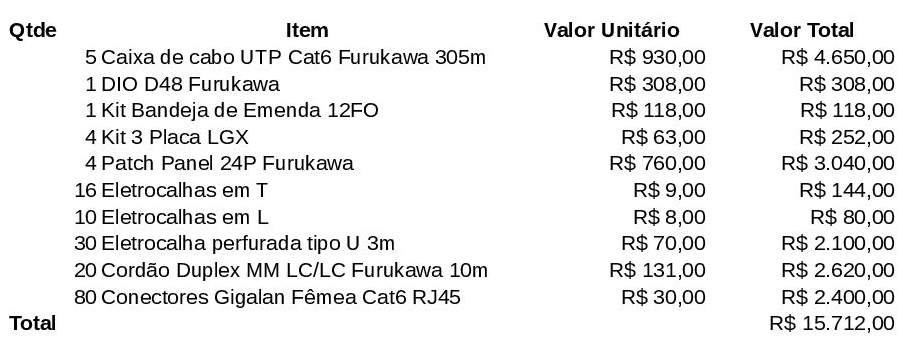 Qtde Item Valor Unitário Valor Total
5 Caixa de cabo UTP Cat6 Furukawa 305m R$ 930,00 R$ 4.650,00
1 DIO D48 Furukawa R$ 308,00 R$ 308,00
1 Kit Bandeja de Emenda 12FO R$ 118,00 R$ 118,00
4 Kit 3 Placa LGX R$ 63,00 R$ 252,00
4 Patch Panel 24P Furukawa R$ 760,00 R$ 3.040,00
16 Eletrocalhas em T R$ 9,00 R$ 144,00
10 Eletrocalhas em L R$ 8,00 R$ 80,00
30 Eletrocalha perfurada tipo U 3m R$ 70,00 R$ 2.100,00
20 Cordão Duplex MM LC/LC Furukawa 10m R$ 131,00 R$ 2.620,00
80 Conectores Gigalan Fêmea Cat6 RJ45 R$ 30,00 R$ 2.400,00
Total R$ 15.712,00